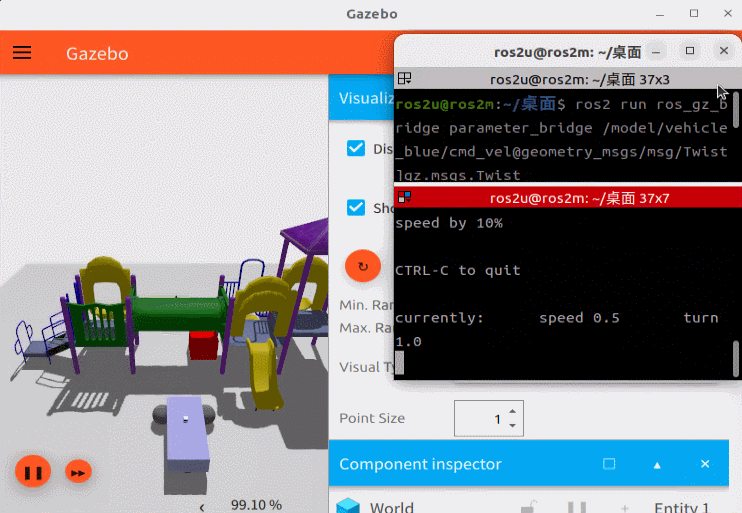 Gazebo
Gazebo
ros2u@ros2m: ~/桌面
ros2u@ros2m: ~/桌面 37x3
ros2u@ros2m:~/桌面$ ros2 run ros_gz_b
ridge parameter_bridge /model/vehicle
_blue/cmd_vel@geometry_msgs/msg/Twist
]gz.msgs.Twist
ros2u@ros2m: ~/桌面 37x7
speed by 10%
CTRL-C to quit
currently: speed 0.5 turn
1.0
Visualiz
Dis
Sho
Min. Ran
Max. Ra
Visual Ty
Point Size 1
Component inspector
World Entity 1
99.10 %